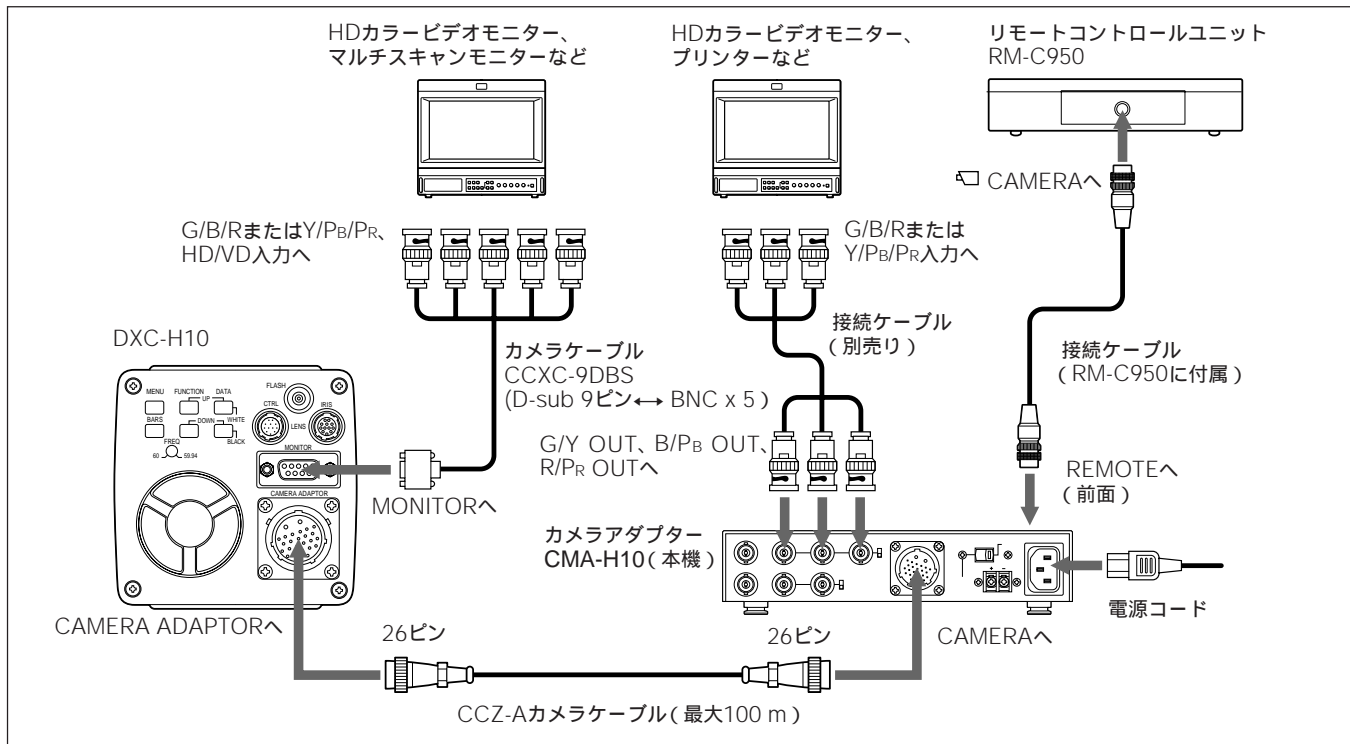 HDカラービデオモニター、
マルチスキャンモニターなど
HDカラービデオモニター、
プリンターなど
リモートコントロールユニット
RM-C950
CAMERAへ
G/B/RまたはY/PB/PR、
HD/VD入力へ
G/B/Rまたは
Y/PB/PR入力へ
DXC-H10
MENU
FUNCTION
DATA
UP
BARS
DOWN
WHITE
BLACK
FREQ
60
59.94
FLASH
CTRL
IRIS
LENS
MONITOR
CAMERA ADAPTOR
カメラケーブル
CCXC-9DBS
(D-sub 9ピン↔ BNC x 5)
接続ケーブル
(別売り)
接続ケーブル
(RM-C950に付属)
MONITORへ
G/Y OUT、B/PB OUT、
R/PR OUTへ
REMOTEへ
(前面)
カメラアダプター
CMA-H10(本機)
+ −
電源コード
CAMERA ADAPTORへ
26ピン
26ピン
CAMERAへ
CCZ-Aカメラケーブル(最大100 m)